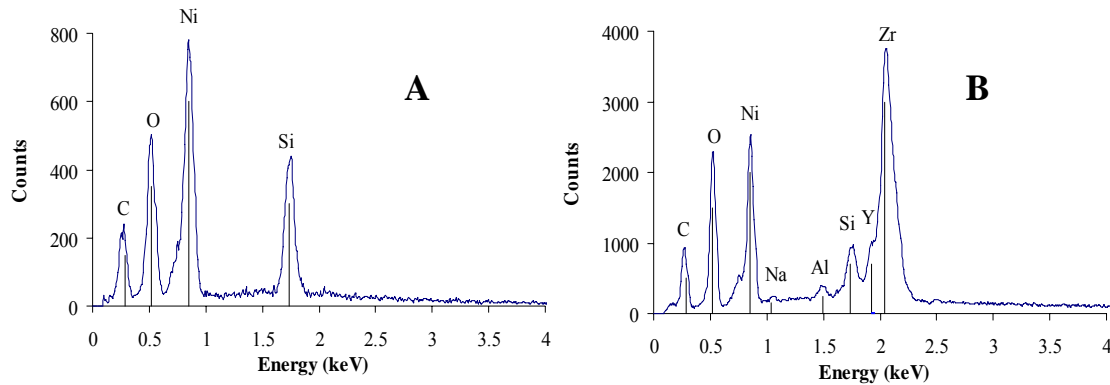 A
Counts
800
600
400
200
0
C
O
Ni
Si
0 0.5 1 1.5 2 2.5 3 3.5 4
Energy (keV)
B
Counts
4000
3000
2000
1000
0
C
O
Ni
Na
Al
Si
Y
Zr
0 0.5 1 1.5 2 2.5 3 3.5 4
Energy (keV)